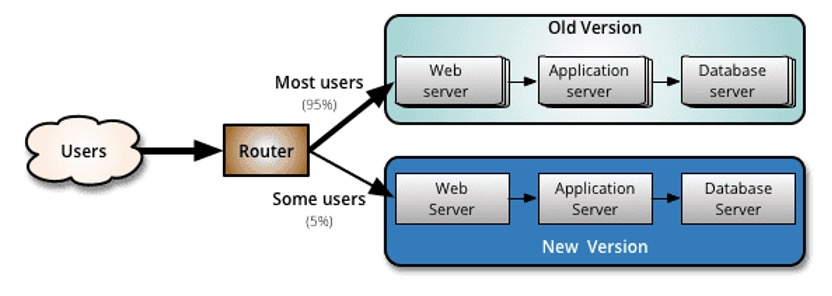 Old Version
Web
server
Application
server
Database
server
Most users
(95%)
Users
Router
Some users
(5%)
Web
Server
Application
Server
Database
Server
New Version